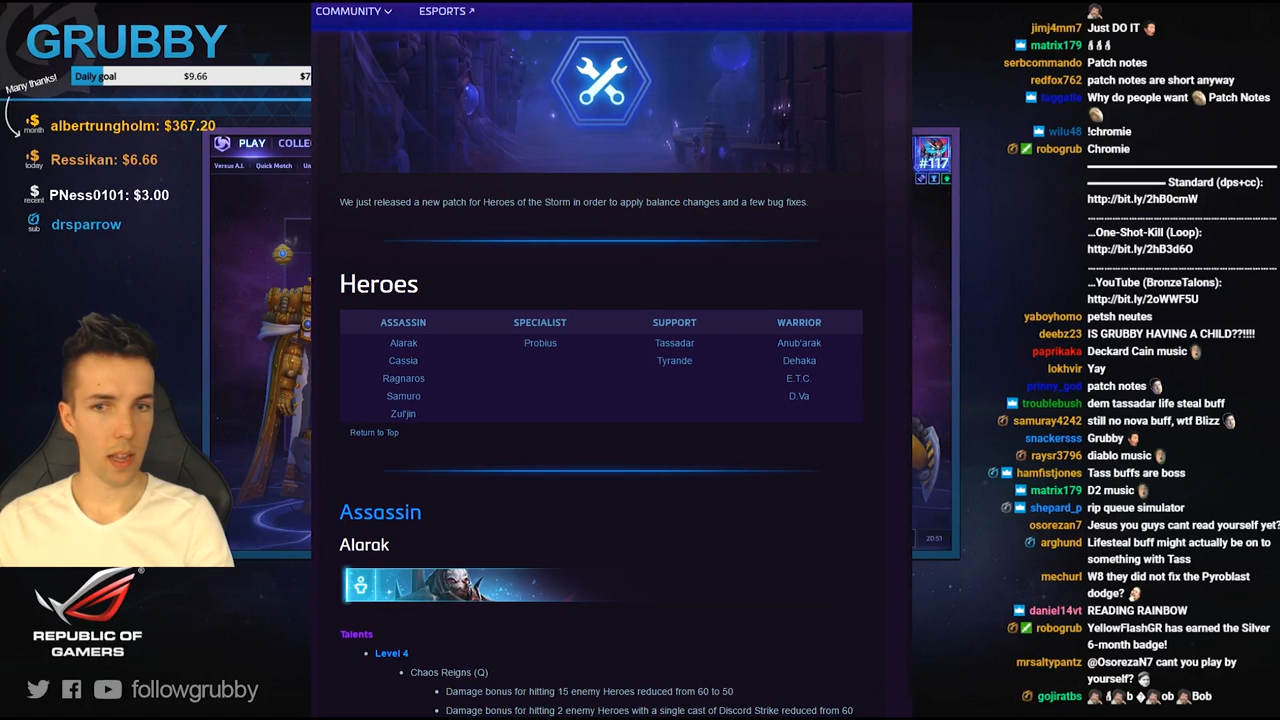 GRUBBY
Many thanks!
Daily goal
$9.66
$7
$
month
albertrungholm: $367.20
$
today
Ressikan: $6.66
$
recent
PNess0101: $3.00
sub
drsparrow
PLAY COLLE
Versus A.I. Quick Match
#117
20:51
REPUBLIC OF
GAMERS
followgrubby
COMMUNITY
ESPORTS
We just released a new patch for Heroes of the Storm in order to apply balance changes and a few bug fixes.
Heroes
ASSASSIN SPECIALIST SUPPORT WARRIOR
Alarak Probius Tassadar Anub'arak
Cassia Tyrande Dehaka
Ragnaros E.T.C.
Samuro D.Va
Zul'jin
Return to Top
Assassin
Alarak
Talents
Level 4
Chaos Reigns (Q)
Damage bonus for hitting 15 enemy Heroes reduced from 60 to 50
Damage bonus for hitting 2 enemy Heroes with a single cast of Discord Strike reduced from 60
jimj4mm7 Just DO IT
matrix179
serbcommando Patch notes
redfox762 patch notes are short anyway
taggatle Why do people want Patch Notes
wilu48 !chromie
robogrub Chromie
Standard (dps+cc):
http://bit.ly/2hB0cmW
...One-Shot-Kill (Loop):
http://bit.ly/2hB3d6O
...YouTube (BronzeTalons):
http://bit.ly/2oWWF5U
yaboyhomo petsh neutes
deebz23 IS GRUBBY HAVING A CHILD??!!!!
paprikaka Deckard Cain music
lokhvir Yay
prinny_god patch notes
troublebush dem tassadar life steal buff
samuray4242 still no nova buff, wtf Blizz
snackersss Grubby
raysr3796 diablo music
hamfistjones Tass buffs are boss
matrix179 D2 music
shepard_p rip queue simulator
osorezan7 Jesus you guys cant read yourself yet?
arghund Lifesteal buff might actually be on to
something with Tass
mechurl W8 they did not fix the Pyroblast
dodge?
daniel14vt READING RAINBOW
robogrub YellowFlashGR has earned the Silver
6-month badge!
mrsaltypantz @OsorezaN7 cant you play by
yourself?
gojiratbs b ob Bob